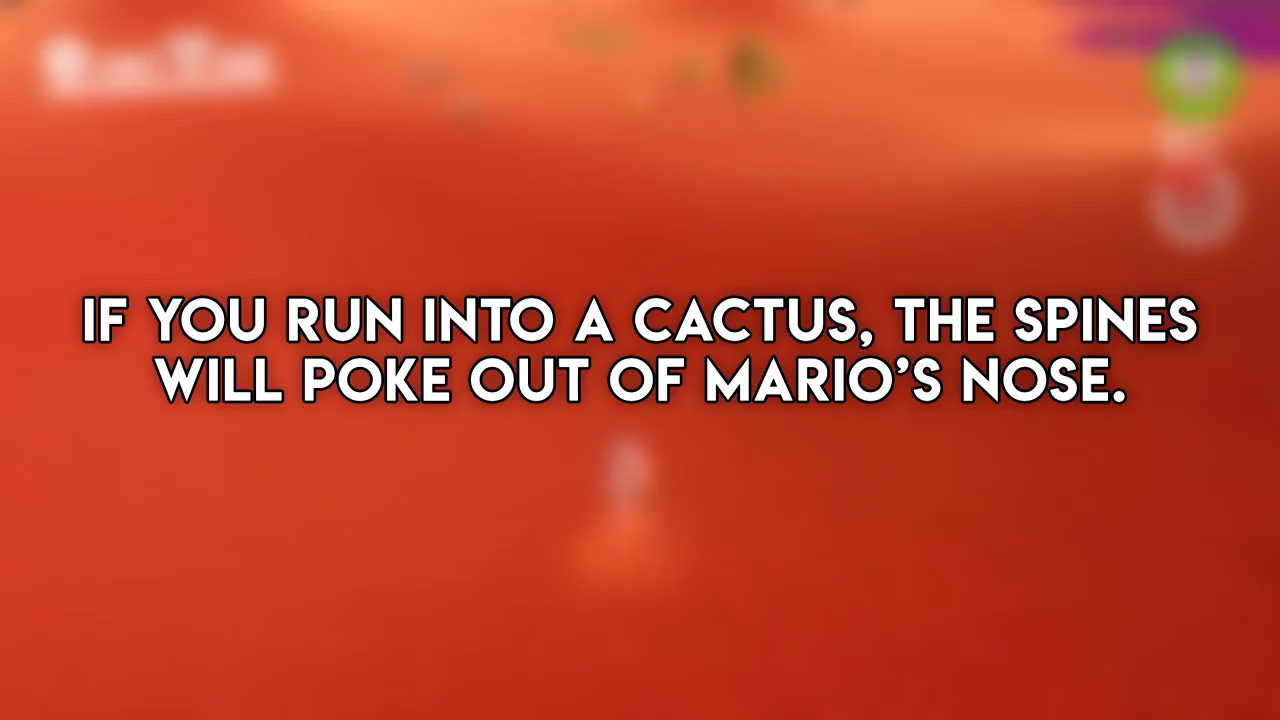 IF YOU RUN INTO A CACTUS, THE SPINES
WILL POKE OUT OF MARIO’S NOSE.